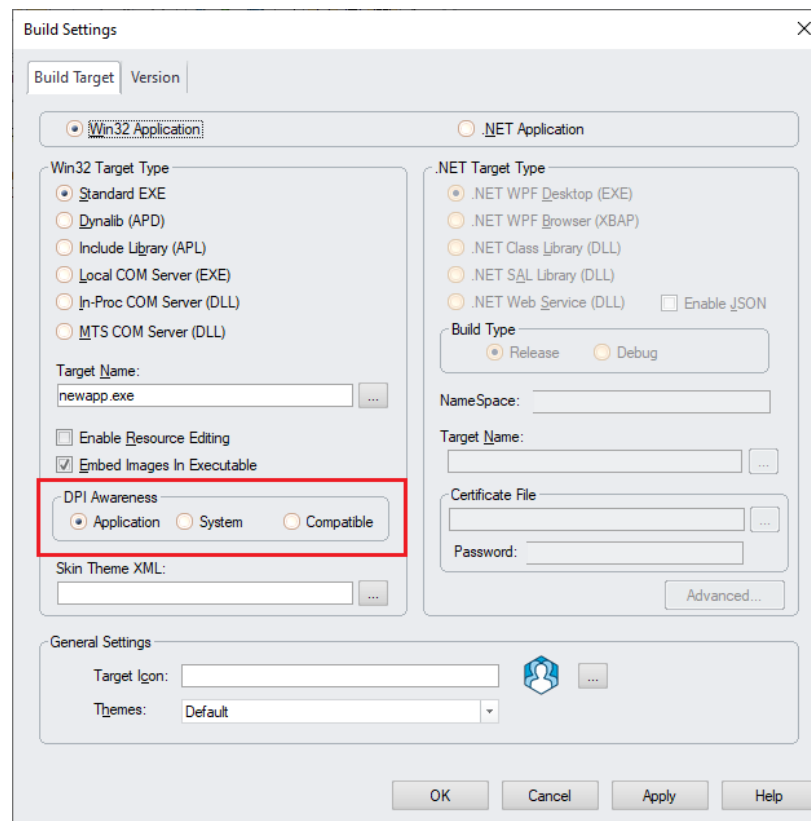 Build Settings
Build Target Version
Win32 Application .NET Application
Win32 Target Type
Standard EXE
Dynalib (APD)
Include Library (APL)
Local COM Server (EXE)
In-Proc COM Server (DLL)
MTS COM Server (DLL)
Target Name:
newapp.exe
...
Enable Resource Editing
Embed Images In Executable
DPI Awareness
Application System Compatible
Skin Theme XML:
...
.NET Target Type
.NET WPF Desktop (EXE)
.NET WPF Browser (XBAP)
.NET Class Library (DLL)
.NET SAL Library (DLL)
.NET Web Service (DLL) Enable JSON
Build Type
Release Debug
NameSpace:
Target Name:
...
Certificate File
...
Password:
Advanced...
General Settings
Target Icon:
...
Themes: Default
OK Cancel Apply Help